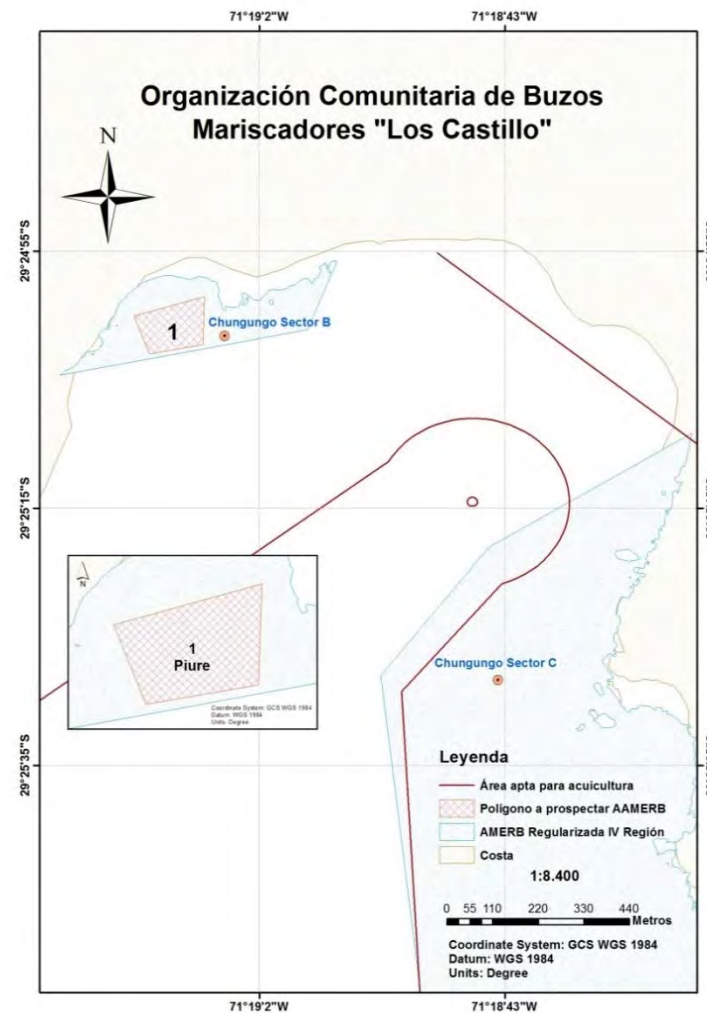 71°19'2"W
71°18'43"W
Organización Comunitaria de Buzos
Mariscadores "Los Castillo"
N
29°24'55"S
1
Chungungo Sector B
29°25'15"S
N
1
Piure
Coordinate System: GCS WGS 1984
Datum: WGS 1984
Units: Degree
Chungungo Sector C
29°25'35"S
Leyenda
Área apta para acuicultura
Polígono a prospectar AAMERB
AMERB Regularizada IV Región
Costa
1:8.400
0 55 110 220 330 440
Metros
Coordinate System: GCS WGS 1984
Datum: WGS 1984
Units: Degree
71°19'2"W
71°18'43"W